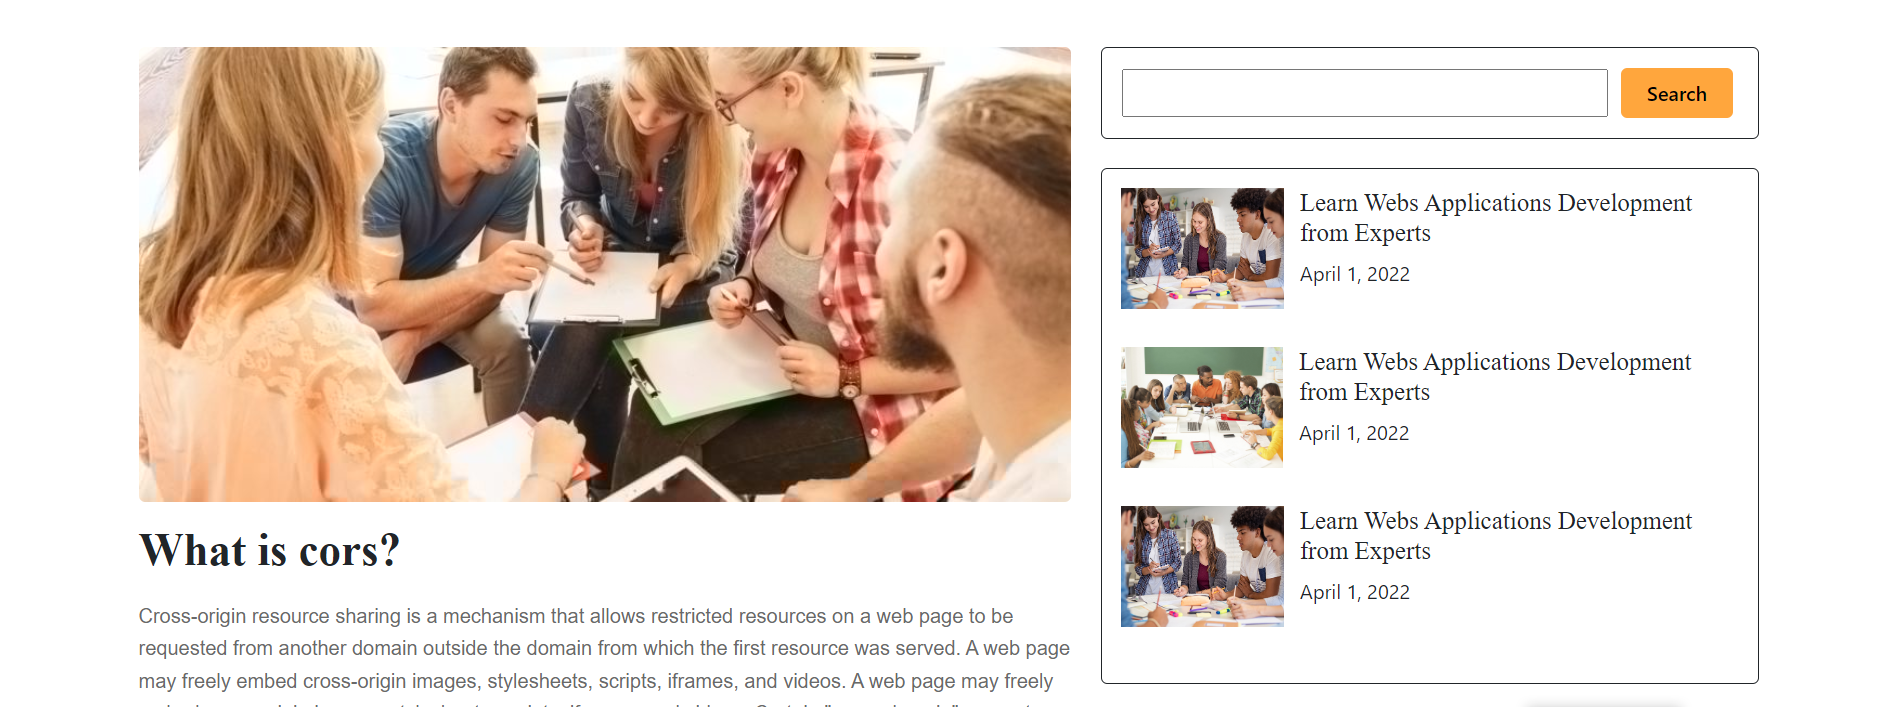 What is cors?
Cross-origin resource sharing is a mechanism that allows restricted resources on a web page to be
requested from another domain outside the domain from which the first resource was served. A web page
may freely embed cross-origin images, stylesheets, scripts, iframes, and videos. A web page may freely
Search
Learn Webs Applications Development
from Experts
April 1, 2022
Learn Webs Applications Development
from Experts
April 1, 2022
Learn Webs Applications Development
from Experts
April 1, 2022